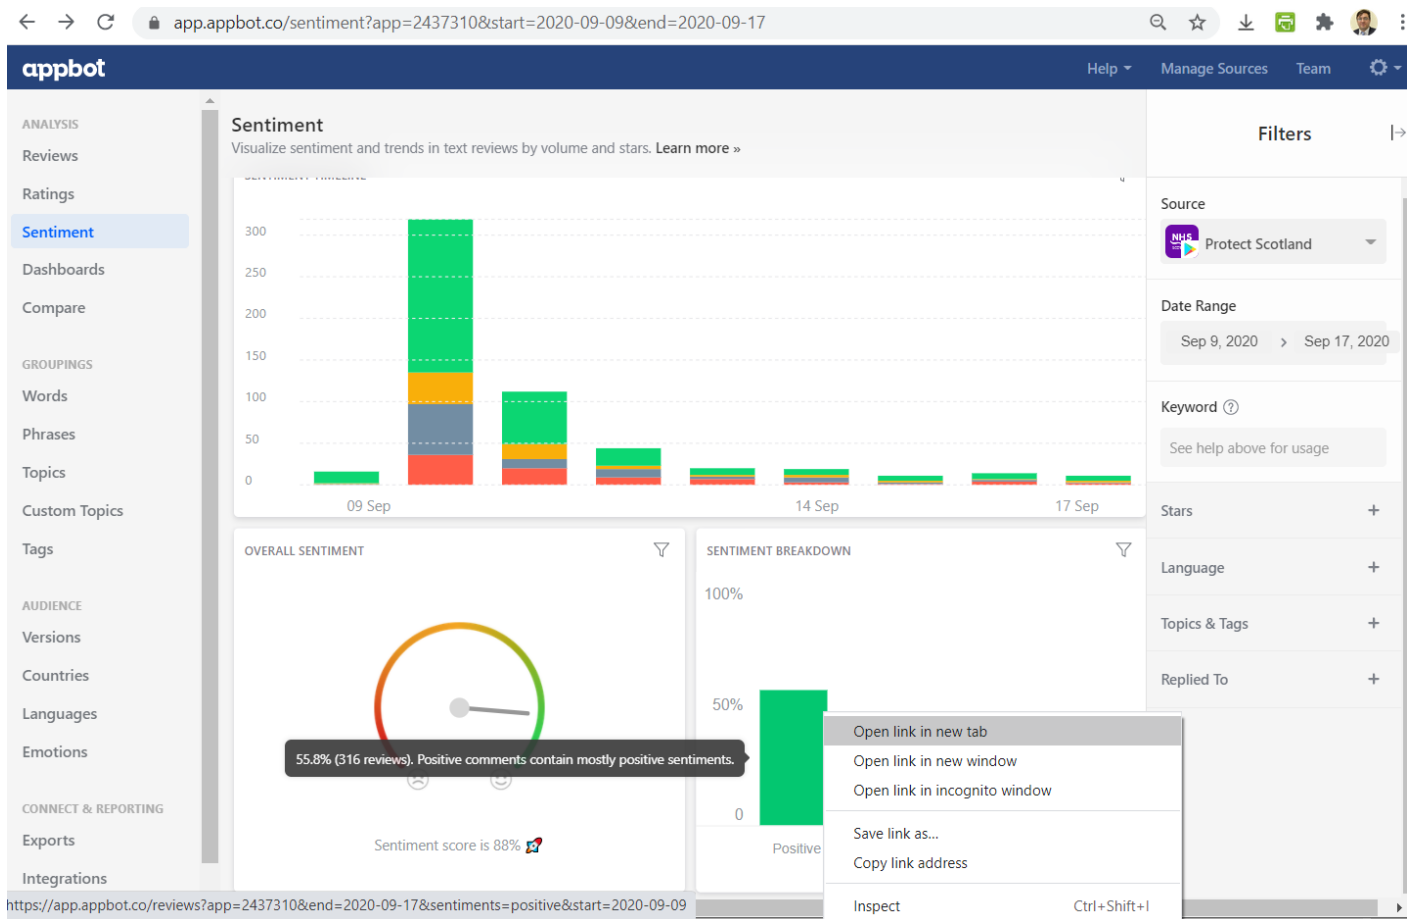 app.appbot.co/sentiment?app=2437310&start=2020-09-09&end=2020-09-17
appbot
Help
Manage Sources
Team
ANALYSIS
Reviews
Ratings
Sentiment
Dashboards
Compare
GROUPINGS
Words
Phrases
Topics
Custom Topics
Tags
AUDIENCE
Versions
Countries
Languages
Emotions
CONNECT & REPORTING
Exports
Integrations
Sentiment
Visualize sentiment and trends in text reviews by volume and stars. Learn more »
SENTIMENT TIMELINE
300
250
200
150
100
50
0
09 Sep
14 Sep
17 Sep
OVERALL SENTIMENT
Sentiment score is 88% 🚀
SENTIMENT BREAKDOWN
100%
50%
0
Positive
55.8% (316 reviews). Positive comments contain mostly positive sentiments.
Open link in new tab
Open link in new window
Open link in incognito window
Save link as...
Copy link address
Inspect Ctrl+Shift+I
Filters
Source
NHS
Protect Scotland
Date Range
Sep 9, 2020 > Sep 17, 2020
Keyword ?
See help above for usage
Stars +
Language +
Topics & Tags +
Replied To +
https://app.appbot.co/reviews?app=2437310&end=2020-09-17&sentiments=positive&start=2020-09-09